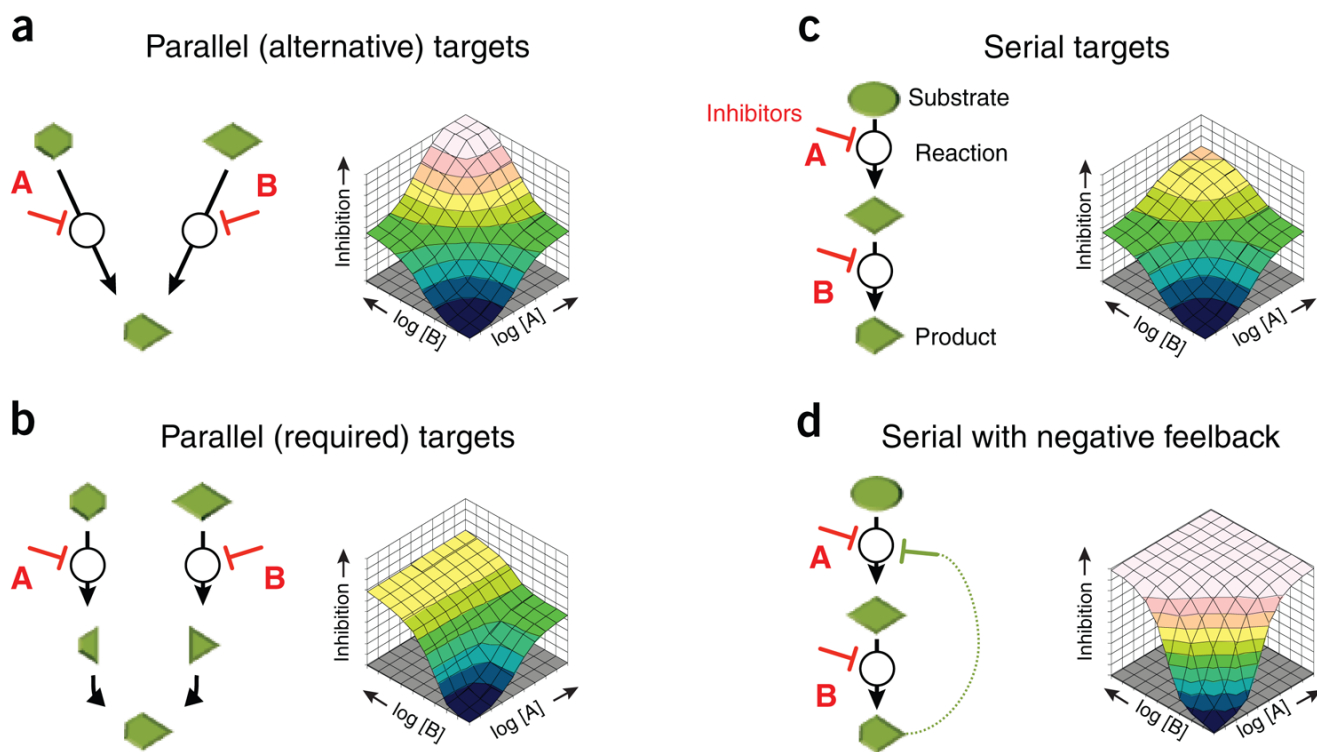 a
Parallel (alternative) targets
A
B
Inhibition
log [B]
log [A]
b
Parallel (required) targets
A
B
Inhibition
log [B]
log [A]
c
Serial targets
Substrate
Inhibitors
A
Reaction
B
Product
Inhibition
log [B]
log [A]
d
Serial with negative feelback
A
B
Inhibition
log [B]
log [A]